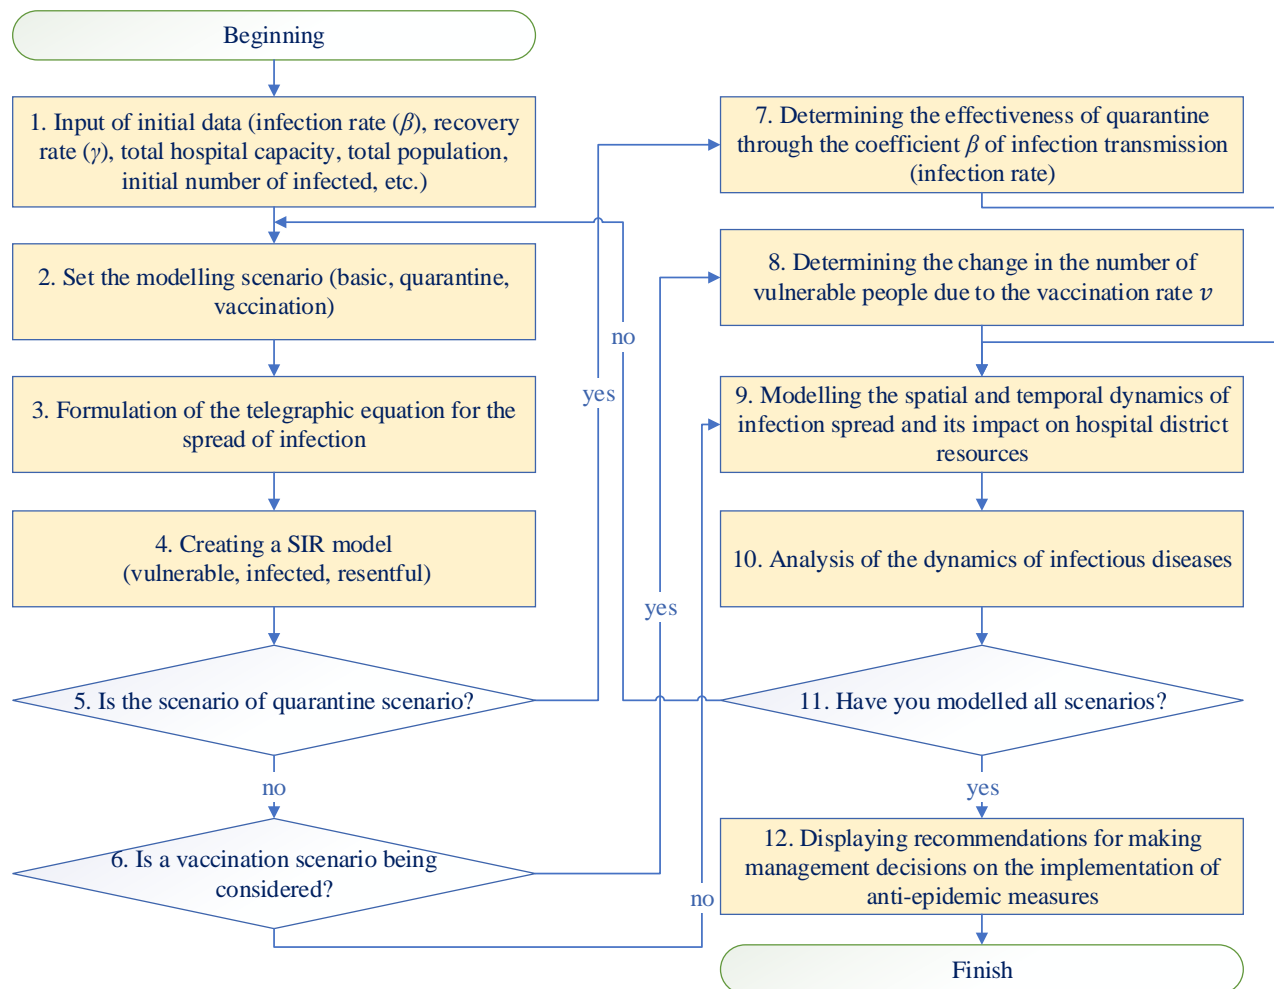 Beginning
1. Input of initial data (infection rate (β), recovery
rate (γ), total hospital capacity, total population,
initial number of infected, etc.)
2. Set the modelling scenario (basic, quarantine,
vaccination)
3. Formulation of the telegraphic equation for the
spread of infection
4. Creating a SIR model
(vulnerable, infected, resentful)
5. Is the scenario of quarantine scenario?
no
6. Is a vaccination scenario being
considered?
yes
no
yes
no
7. Determining the effectiveness of quarantine
through the coefficient β of infection transmission
(infection rate)
8. Determining the change in the number of
vulnerable people due to the vaccination rate v
9. Modelling the spatial and temporal dynamics of
infection spread and its impact on hospital district
resources
10. Analysis of the dynamics of infectious diseases
11. Have you modelled all scenarios?
yes
12. Displaying recommendations for making
management decisions on the implementation of
anti-epidemic measures
Finish